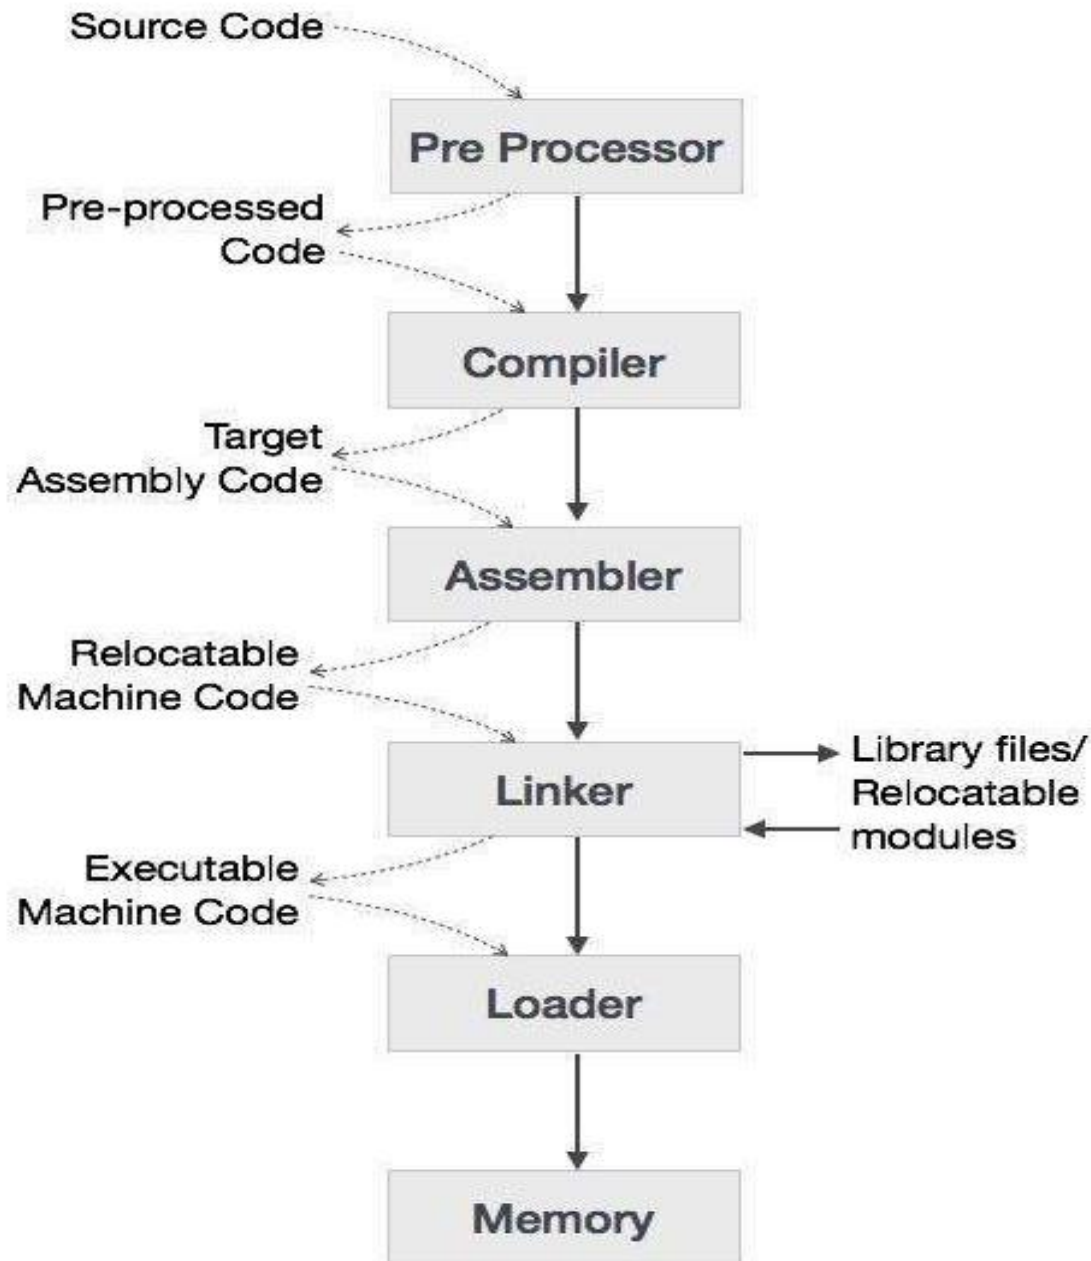 Source Code
Pre Processor
Pre-processed
Code
Compiler
Target
Assembly Code
Assembler
Relocatable
Machine Code
Linker
Library files/
Relocatable
modules
Executable
Machine Code
Loader
Memory